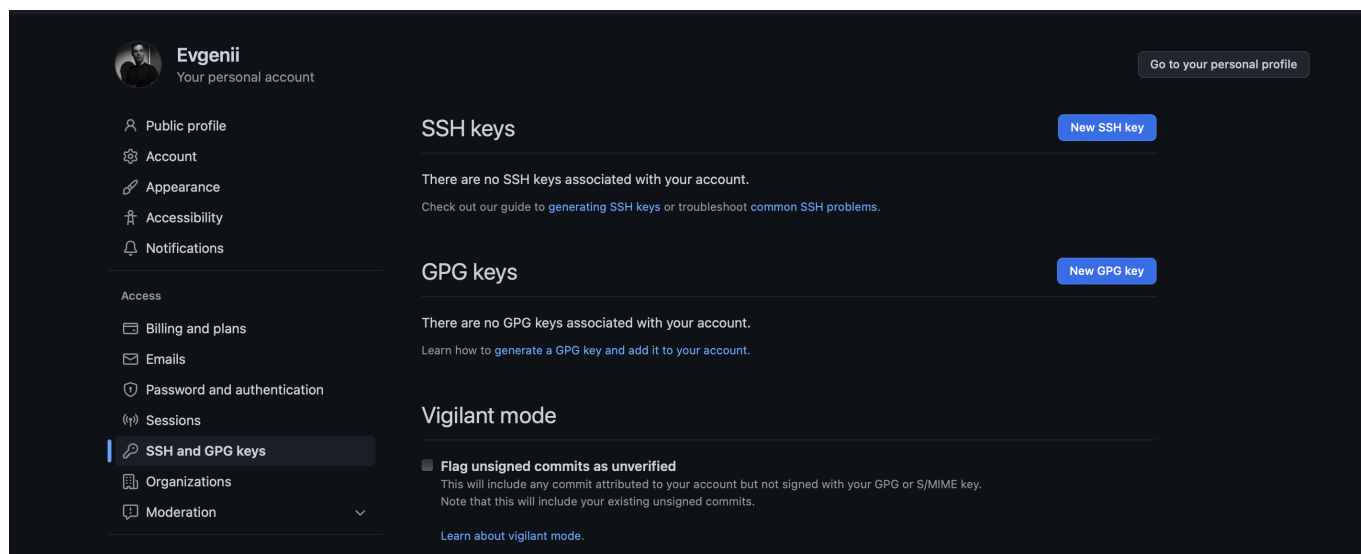 Evgenii
Your personal account
Go to your personal profile
Public profile
Account
Appearance
Accessibility
Notifications
Access
Billing and plans
Emails
Password and authentication
Sessions
SSH and GPG keys
Organizations
Moderation
SSH keys
New SSH key
There are no SSH keys associated with your account.
Check out our guide to generating SSH keys or troubleshoot common SSH problems.
GPG keys
New GPG key
There are no GPG keys associated with your account.
Learn how to generate a GPG key and add it to your account.
Vigilant mode
Flag unsigned commits as unverified
This will include any commit attributed to your account but not signed with your GPG or S/MIME key.
Note that this will include your existing unsigned commits.
Learn about vigilant mode.